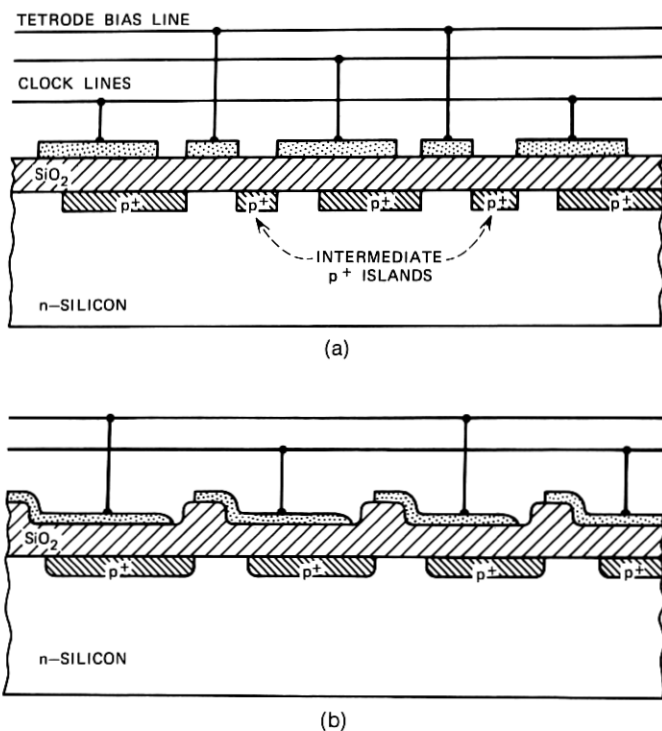 TETRODE BIAS LINE
CLOCK LINES
SiO2
p+ p+ p+ p+ p+
INTERMEDIATE
p+ ISLANDS
n-SILICON
(a)
SiO2
p+ p+ p+ p+
n-SILICON
(b)